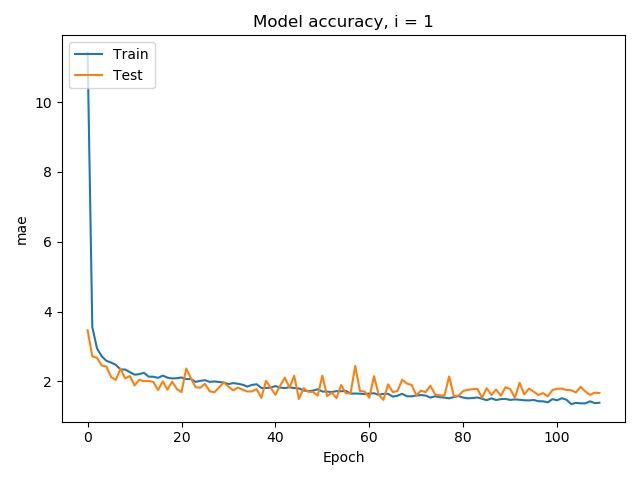 Model accuracy, i = 1
Train
Test
10
8
6
4
2
mae
0
20
40
60
80
100
Epoch